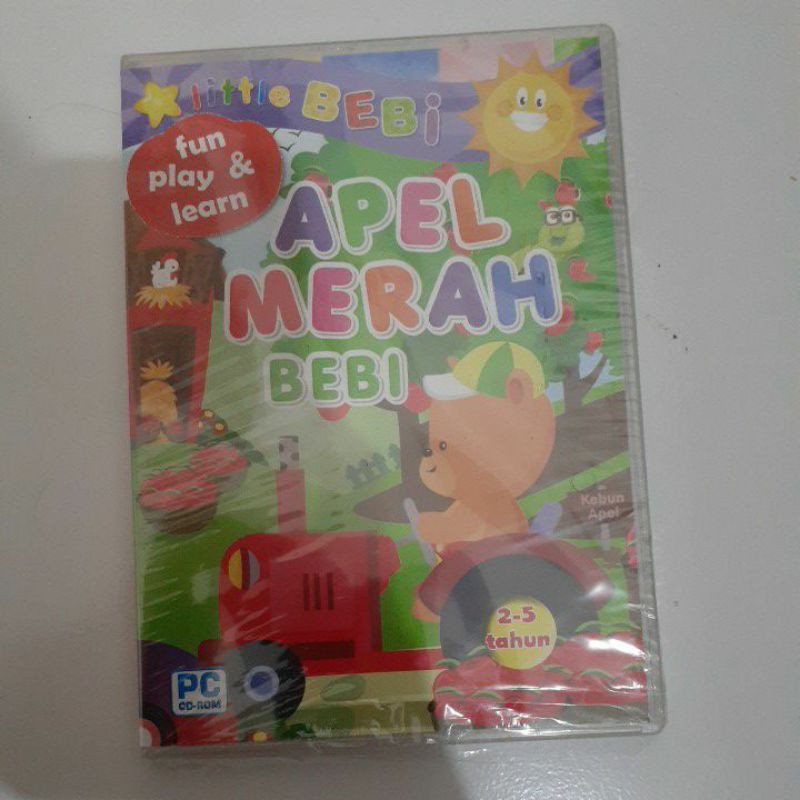 little BEBi
fun
play &
learn
APEL
MERAH
BEBI
Kebun
Apel
2-5
tahun
PC
CD-ROM